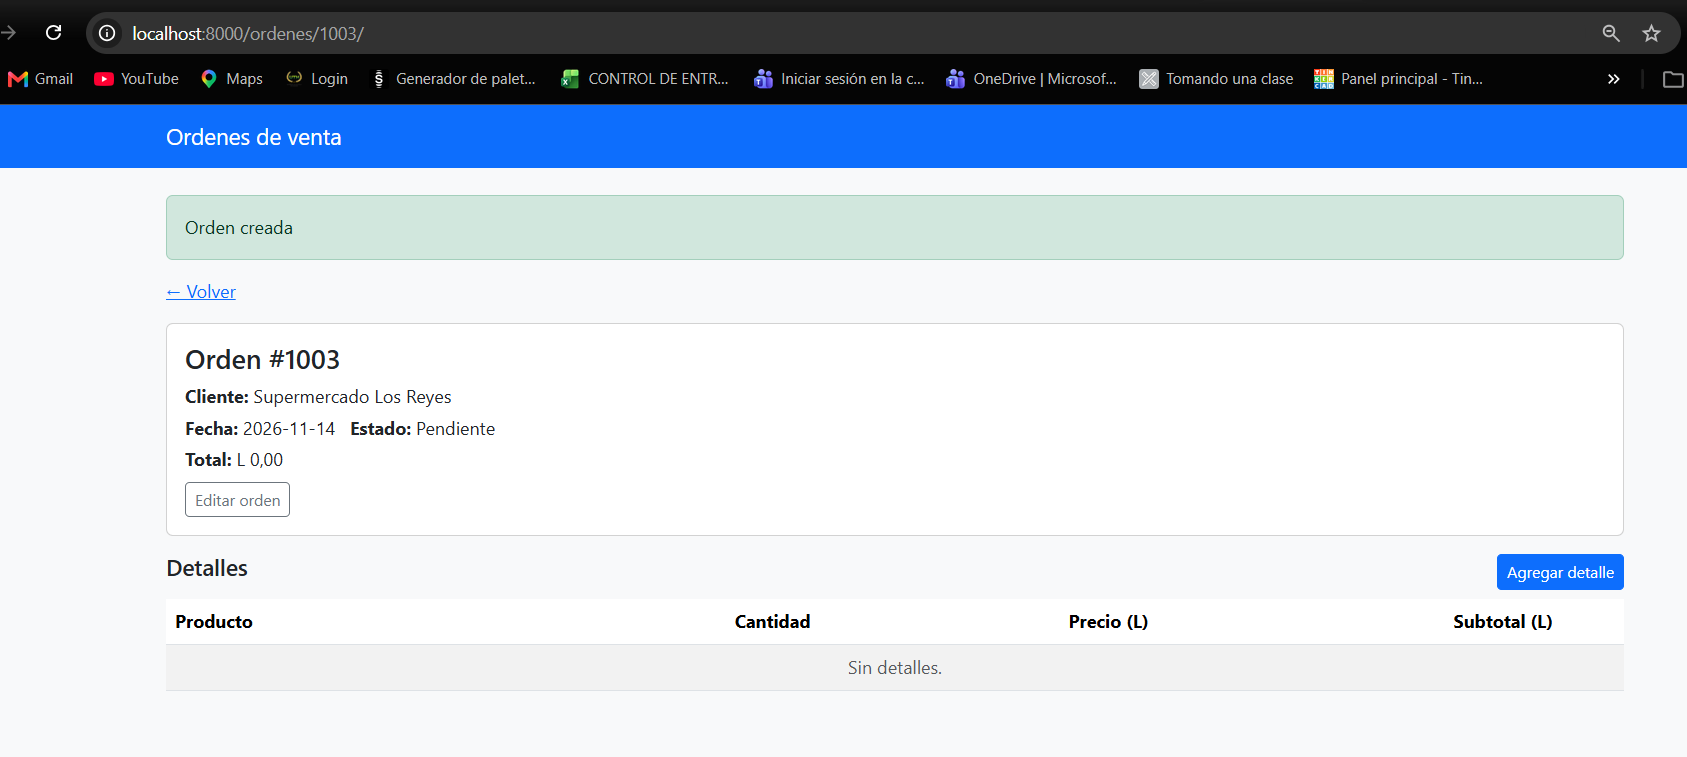 localhost:8000/ordenes/1003/
Gmail YouTube Maps Login Generador de palet... CONTROL DE ENTR... Iniciar sesión en la c... OneDrive | Microsof... Tomando una clase Panel principal - Tin... »
Ordenes de venta
Orden creada
← Volver
Orden #1003
Cliente: Supermercado Los Reyes
Fecha: 2026-11-14 Estado: Pendiente
Total: L 0,00
Editar orden
Detalles
Agregar detalle
Producto Cantidad Precio (L) Subtotal (L)
Sin detalles.